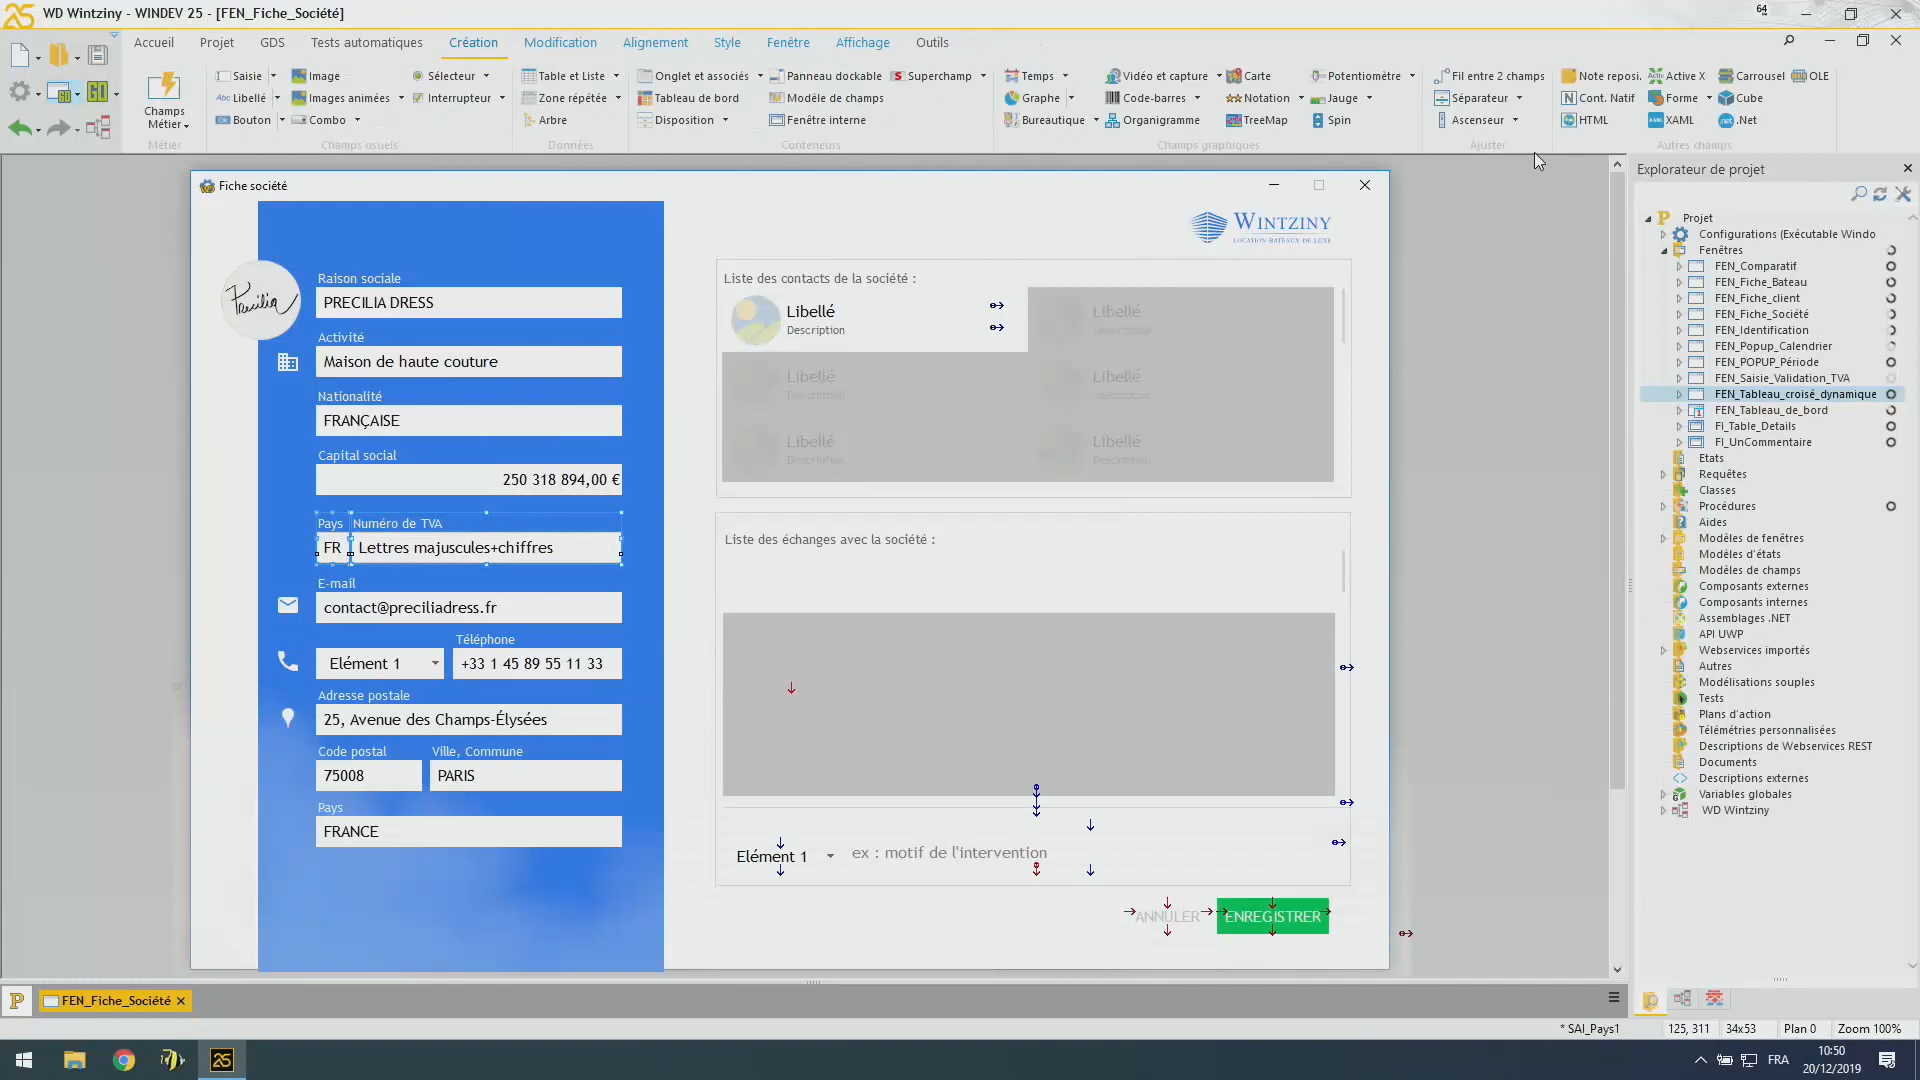 WD Wintziny - WINDEV 25 - [FEN_Fiche_Société]
64
Accueil Projet GDS Tests automatiques Création Modification Alignement Style Fenêtre Affichage Outils
Champs Métier
Saisie
Libellé
Bouton
Image
Images animées
Combo
Sélecteur
Interrupteur
Table et Liste
Zone répétée
Arbre
Onglet et associés
Tableau de bord
Disposition
Panneau dockable
Modèle de champs
Fenêtre interne
Superchamp
Temps
Graphe
Bureautique
Vidéo et capture
Code-barres
Organigramme
Carte
Notation
TreeMap
Potentiomètre
Jauge
Spin
Fil entre 2 champs
Séparateur
Ascenseur
Note reposi.
Cont. Natif
HTML
Active X
Forme
XAML
Carrousel
Cube
.Net
OLE
Métier Champs usuels Données Conteneurs Champs graphiques Ajuster Autres champs
Fiche société
WINTZINY
LOCATION BATEAUX DE LUXE
Precilia
Raison sociale
PRECILIA DRESS
Activité
Maison de haute couture
Nationalité
FRANÇAISE
Capital social
250 318 894,00 €
Pays Numéro de TVA
FR Lettres majuscules+chiffres
E-mail
contact@preciliadress.fr
Téléphone
Elément 1 +33 1 45 89 55 11 33
Adresse postale
25, Avenue des Champs-Élysées
Code postal Ville, Commune
75008 PARIS
Pays
FRANCE
Liste des contacts de la société :
Libellé Libellé
Description Description
Libellé Libellé
Description Description
Libellé Libellé
Description Description
Liste des échanges avec la société :
Elément 1 ex : motif de l'intervention
ANNULER ENREGISTRER
Explorateur de projet
Projet
Configurations (Exécutable Windo
Fenêtres
FEN_Comparatif
FEN_Fiche_Bateau
FEN_Fiche_client
FEN_Fiche_Société
FEN_Identification
FEN_Popup_Calendrier
FEN_POPUP_Période
FEN_Saisie_Validation_TVA
FEN_Tableau_croisé_dynamique
FEN_Tableau_de_bord
FI_Table_Details
FI_UnCommentaire
Etats
Requêtes
Classes
Procédures
Aides
Modèles de fenêtres
Modèles d'états
Modèles de champs
Composants externes
Composants internes
Assemblages .NET
API UWP
Webservices importés
Autres
Modélisations souples
Tests
Plans d'action
Télémétries personnalisées
Descriptions de Webservices REST
Documents
Descriptions externes
Variables globales
WD Wintziny
FEN_Fiche_Société
* SAI_Pays1 125, 311 34x53 Plan 0 Zoom 100%
FRA
10:50
20/12/2019